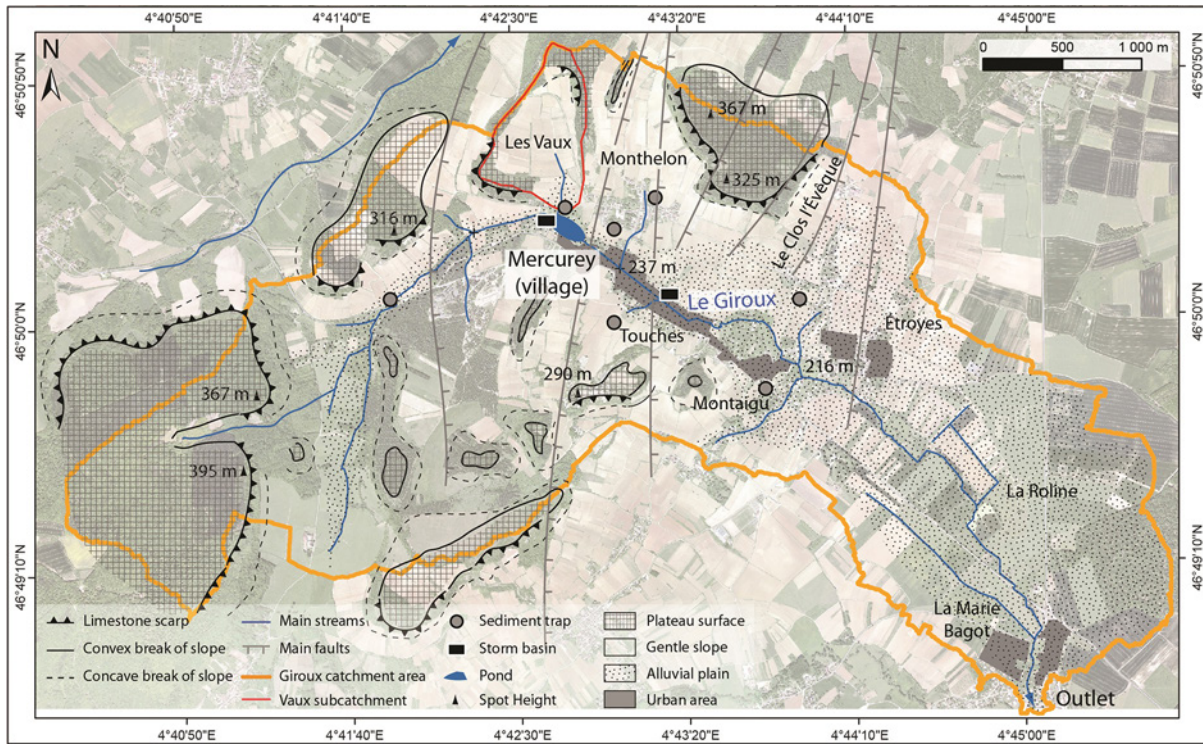 4°40'50"E 4°41'40"E 4°42'30"E 4°43'20"E 4°44'10"E 4°45'00"E
N
0 500 1 000 m
46°50'50"N
46°50'50"N
367 m
Les Vaux
Monthelon
325 m
Le Clos l'Évêque
316 m
Mercurey
(village)
237 m
Le Giroux
46°50'0"N
46°50'0"N
Touches
Étroyes
216 m
290 m
367 m
Montaigu
395 m
La Roline
46°49'10"N
46°49'10"N
La Marie
Bagot
Outlet
Limestone scarp
Convex break of slope
Concave break of slope
Main streams
Main faults
Giroux catchment area
Vaux subcatchment
Sediment trap
Storm basin
Pond
Spot Height
Plateau surface
Gentle slope
Alluvial plain
Urban area
4°40'50"E 4°41'40"E 4°42'30"E 4°43'20"E 4°44'10"E 4°45'00"E